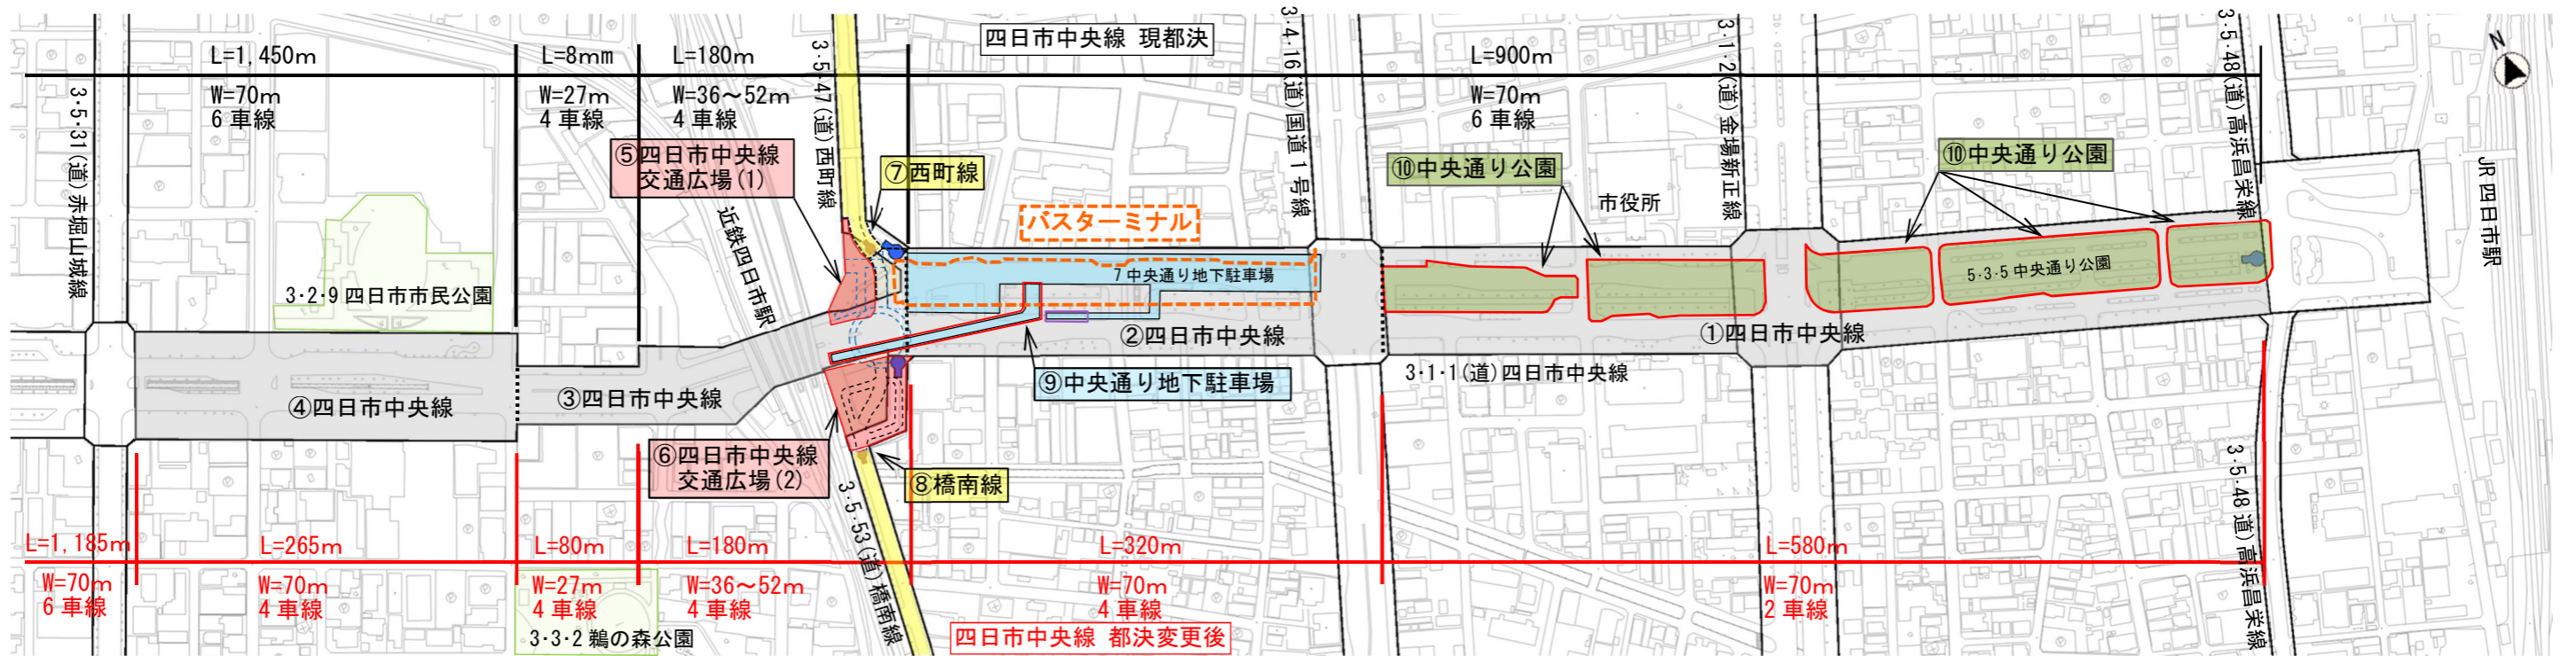 四日市中央線 現都決
L=1,450m
W=70m
6 車線
L=8mm
W=27m
4 車線
L=180m
W=36～52m
4 車線
L=900m
W=70m
6 車線
N
3・5・31(道)赤堀山城線
3・5・47(道)西町線
3・4・16(道)国道1号線
3・1・2(道)金場新正線
3・5・48(道)高浜昌栄線
JR四日市駅
⑤四日市中央線
交通広場(1)
⑦西町線
近鉄四日市駅
バスターミナル
⑩中央通り公園
市役所
⑩中央通り公園
3・2・9 四日市市民公園
7 中央通り地下駐車場
5・3・5 中央通り公園
②四日市中央線
①四日市中央線
④四日市中央線
③四日市中央線
⑨中央通り地下駐車場
3・1・1(道)四日市中央線
⑥四日市中央線
交通広場(2)
⑧橋南線
3・5・53(道)橋南線
3・5・48 道)高浜昌栄線
L=1,185m
W=70m
6 車線
L=265m
W=70m
4 車線
L=80m
W=27m
4 車線
L=180m
W=36～52m
4 車線
L=320m
W=70m
4 車線
L=580m
W=70m
2 車線
3・3・2 鵜の森公園
四日市中央線 都決変更後